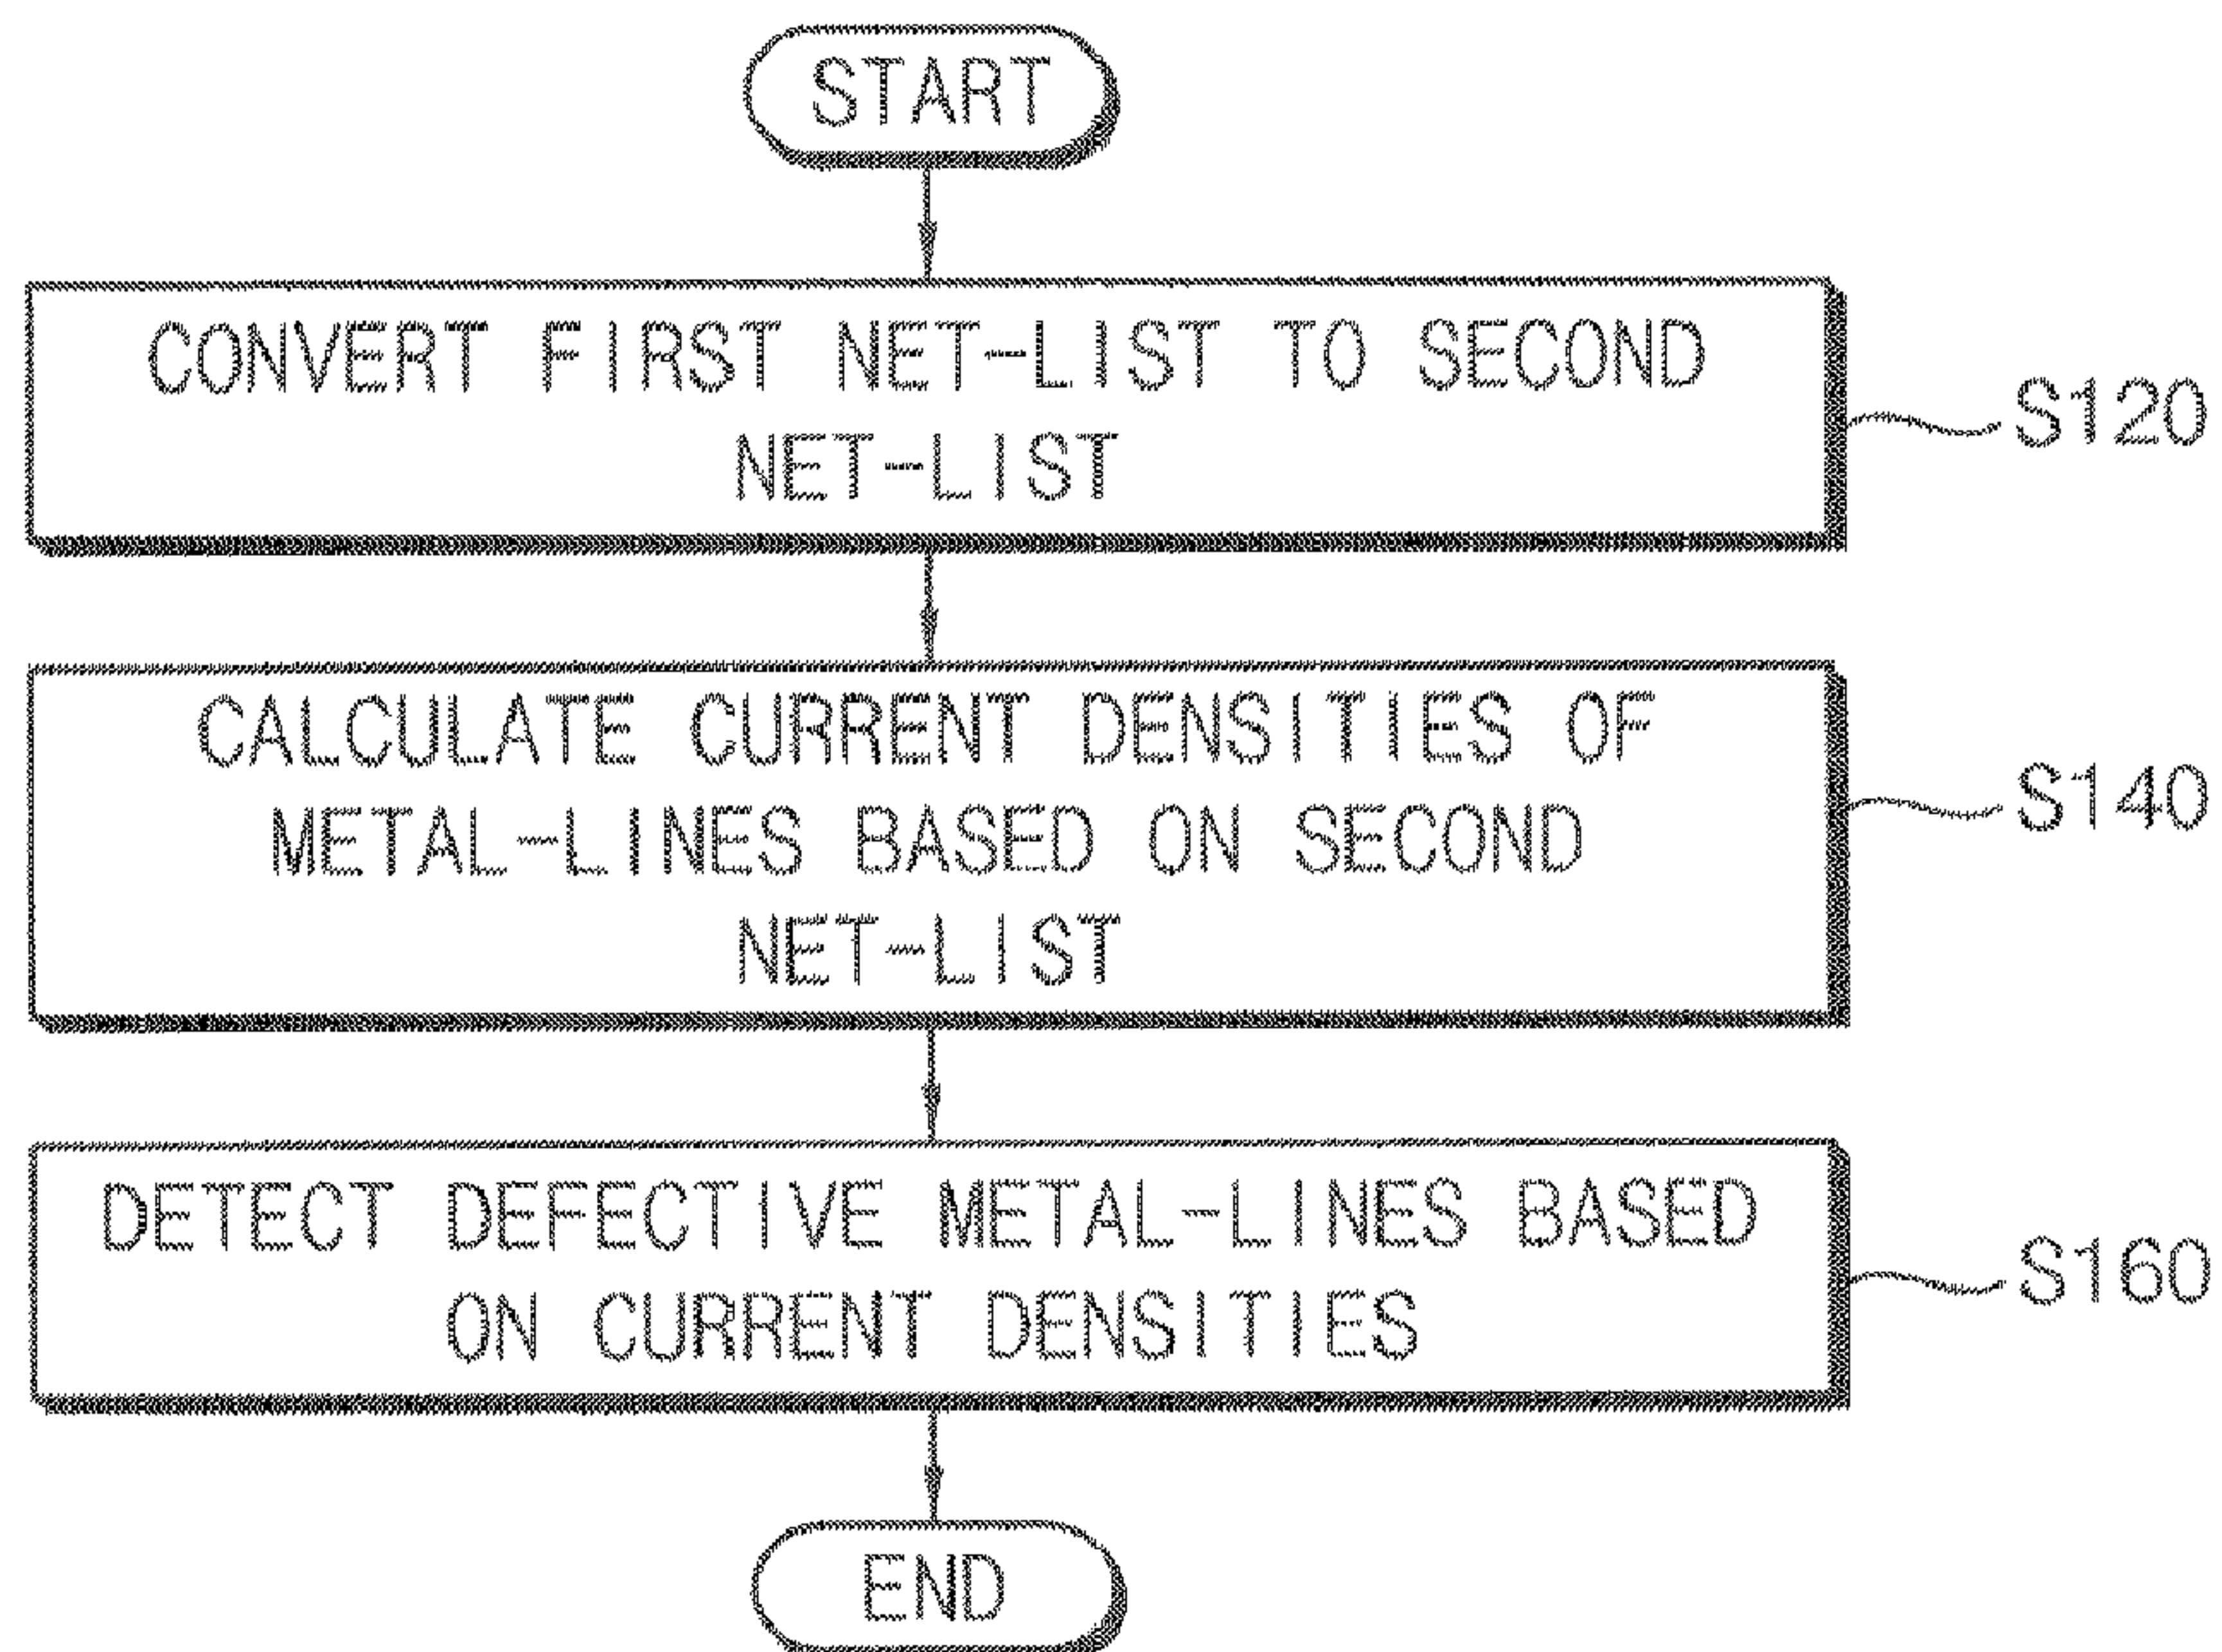 START
CONVERT FIRST NET-LIST TO SECOND
NET-LIST
S120
CALCULATE CURRENT DENSITIES OF
METAL-LINES BASED ON SECOND
NET-LIST
S140
DETECT DEFECTIVE METAL-LINES BASED
ON CURRENT DENSITIES
S160
END